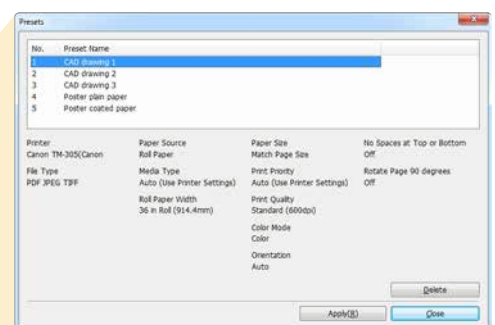 Presets
No. Preset Name
1 CAD drawing 1
2 CAD drawing 2
3 CAD drawing 3
4 Poster plain paper
5 Poster coated paper
Printer
Canon TM-305(Canon
File Type
PDF JPEG TIFF
Paper Source
Roll Paper
Media Type
Auto (Use Printer Settings)
Roll Paper Width
36 in Roll (914.4mm)
Paper Size
Match Page Size
Print Priority
Auto (Use Printer Settings)
Print Quality
Standard (600dpi)
Color Mode
Color
Orientation
Auto
No Spaces at Top or Bottom
Off
Rotate Page 90 degrees
Off
Delete
Apply(R)
Close